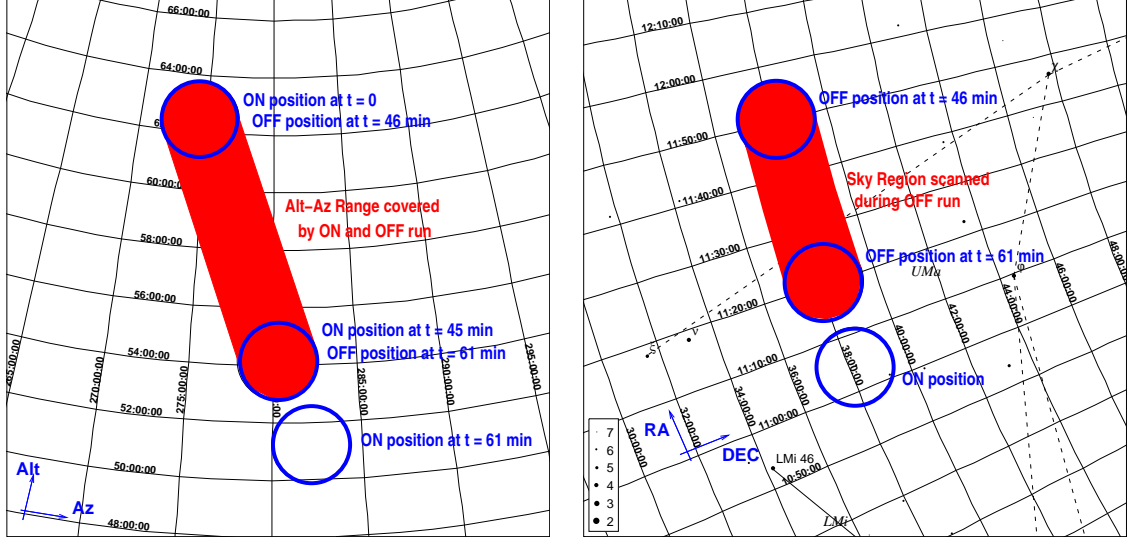 66:00:00
64:00:00
ON position at t = 0
OFF position at t = 46 min
60:00:00
Alt−Az Range covered
by ON and OFF run
58:00:00
56:00:00
ON position at t = 45 min
54:00:00
OFF position at t = 61 min
265:00:00
270:00:00
275:00:00
285:00:00
290:00:00
295:00:00
52:00:00
ON position at t = 61 min
50:00:00
Alt
Az
48:00:00
12:10:00
12:00:00
χ
OFF position at t = 46 min
11:50:00
11:40:00
Sky Region scanned
during OFF run
11:30:00
OFF position at t = 61 min
UMa
φ
48:00:00
46:00:00
44:00:00
11:20:00
42:00:00
ν
ξ
40:00:00
11:10:00
38:00:00
ON position
36:00:00
34:00:00
32:00:00
30:00:00
11:00:00
RA
DEC
LMi 46
10:50:00
LMi
7
6
5
4
3
2